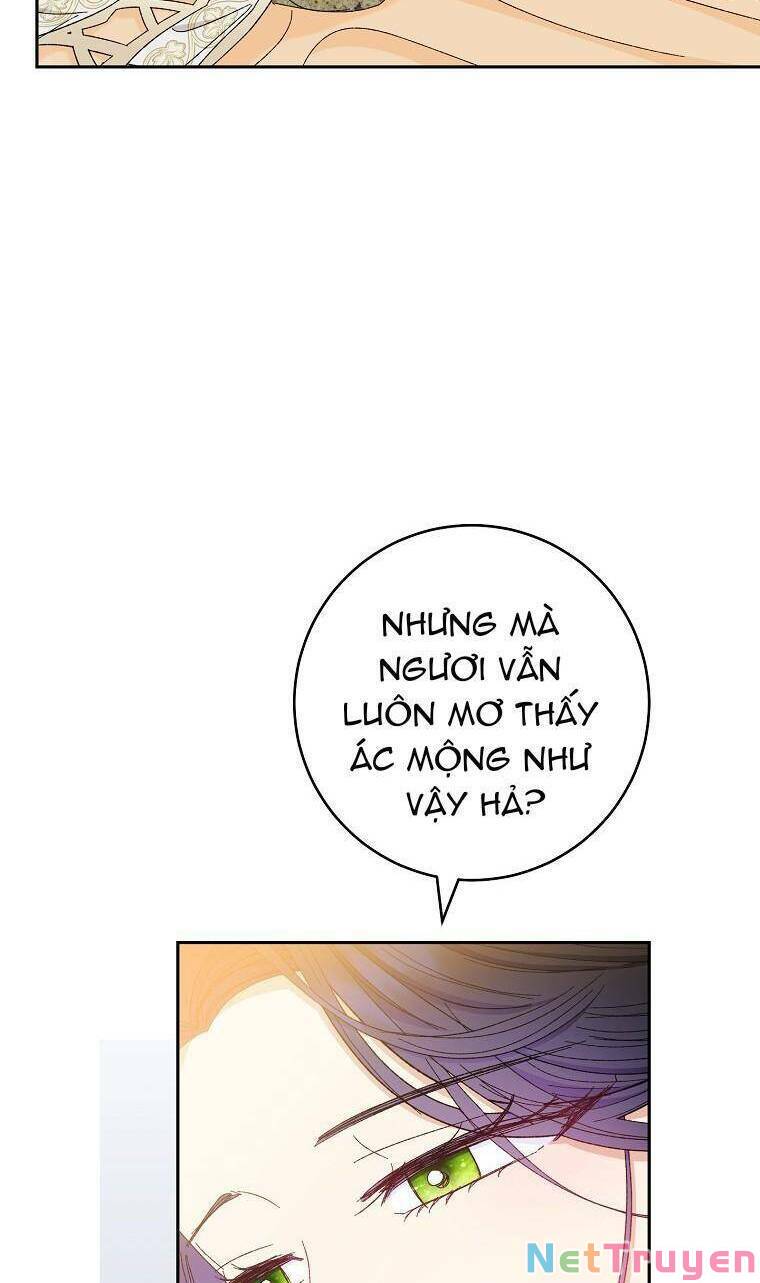 NHƯNG MÀ
NGƯƠI VẪN
LUÔN MƠ THẤY
ÁC MỘNG NHƯ
VẬY HẢ?
NetTruyen